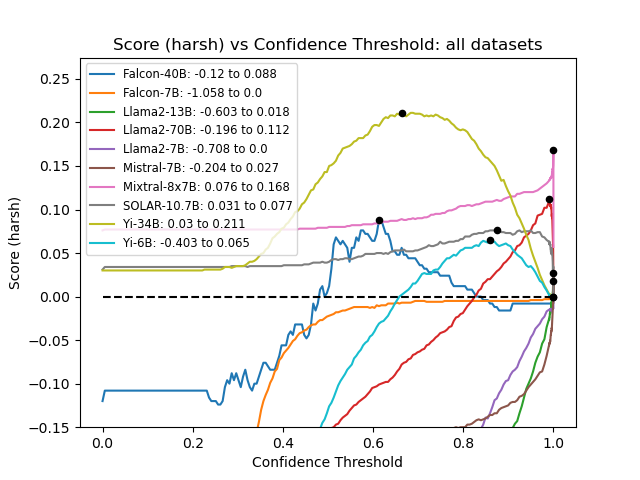 Score (harsh) vs Confidence Threshold: all datasets
0.25
0.20
0.15
0.10
0.05
0.00
−0.05
−0.10
−0.15
Score (harsh)
Falcon-40B: -0.12 to 0.088
Falcon-7B: -1.058 to 0.0
Llama2-13B: -0.603 to 0.018
Llama2-70B: -0.196 to 0.112
Llama2-7B: -0.708 to 0.0
Mistral-7B: -0.204 to 0.027
Mixtral-8x7B: 0.076 to 0.168
SOLAR-10.7B: 0.031 to 0.077
Yi-34B: 0.03 to 0.211
Yi-6B: -0.403 to 0.065
0.0 0.2 0.4 0.6 0.8 1.0
Confidence Threshold